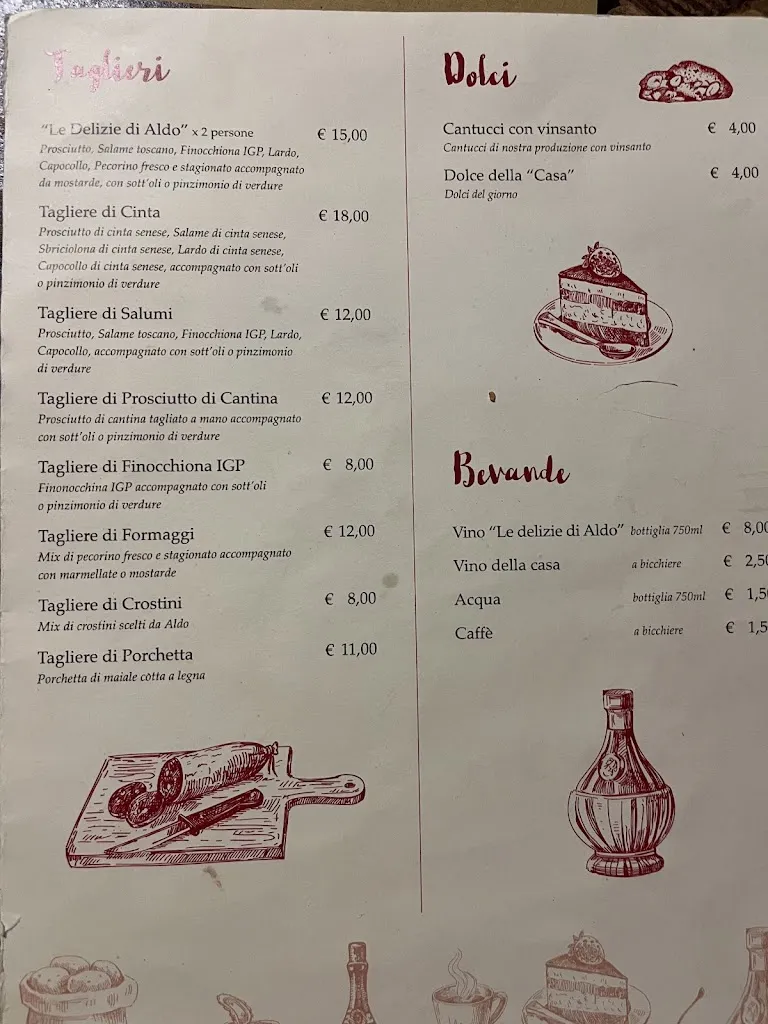 Taglieri
"Le Delizie di Aldo" x 2 persone € 15,00
Prosciutto, Salame toscano, Finocchiona IGP, Lardo,
Capocollo, Pecorino fresco e stagionato accompagnato
da mostarde, con sott'oli o pinzimonio di verdure
Tagliere di Cinta € 18,00
Prosciutto di cinta senese, Salame di cinta senese,
Sbriciolona di cinta senese, Lardo di cinta senese,
Capocollo di cinta senese, accompagnato con sott'oli
o pinzimonio di verdure
Tagliere di Salumi € 12,00
Prosciutto, Salame toscano, Finocchiona IGP, Lardo,
Capocollo, accompagnato con sott'oli o pinzimonio
di verdure
Tagliere di Prosciutto di Cantina € 12,00
Prosciutto di cantina tagliato a mano accompagnato
con sott'oli o pinzimonio di verdure
Tagliere di Finocchiona IGP € 8,00
Finonocchina IGP accompagnato con sott'oli
o pinzimonio di verdure
Tagliere di Formaggi € 12,00
Mix di pecorino fresco e stagionato accompagnato
con marmellate o mostarde
Tagliere di Crostini € 8,00
Mix di crostini scelti da Aldo
Tagliere di Porchetta € 11,00
Porchetta di maiale cotta a legna
Dolci
Cantucci con vinsanto € 4,00
Cantucci di nostra produzione con vinsanto
Dolce della "Casa" € 4,00
Dolci del giorno
Bevande
Vino "Le delizie di Aldo" bottiglia 750ml € 8,00
Vino della casa a bicchiere € 2,50
Acqua bottiglia 750ml € 1,5
Caffè a bicchiere € 1,5